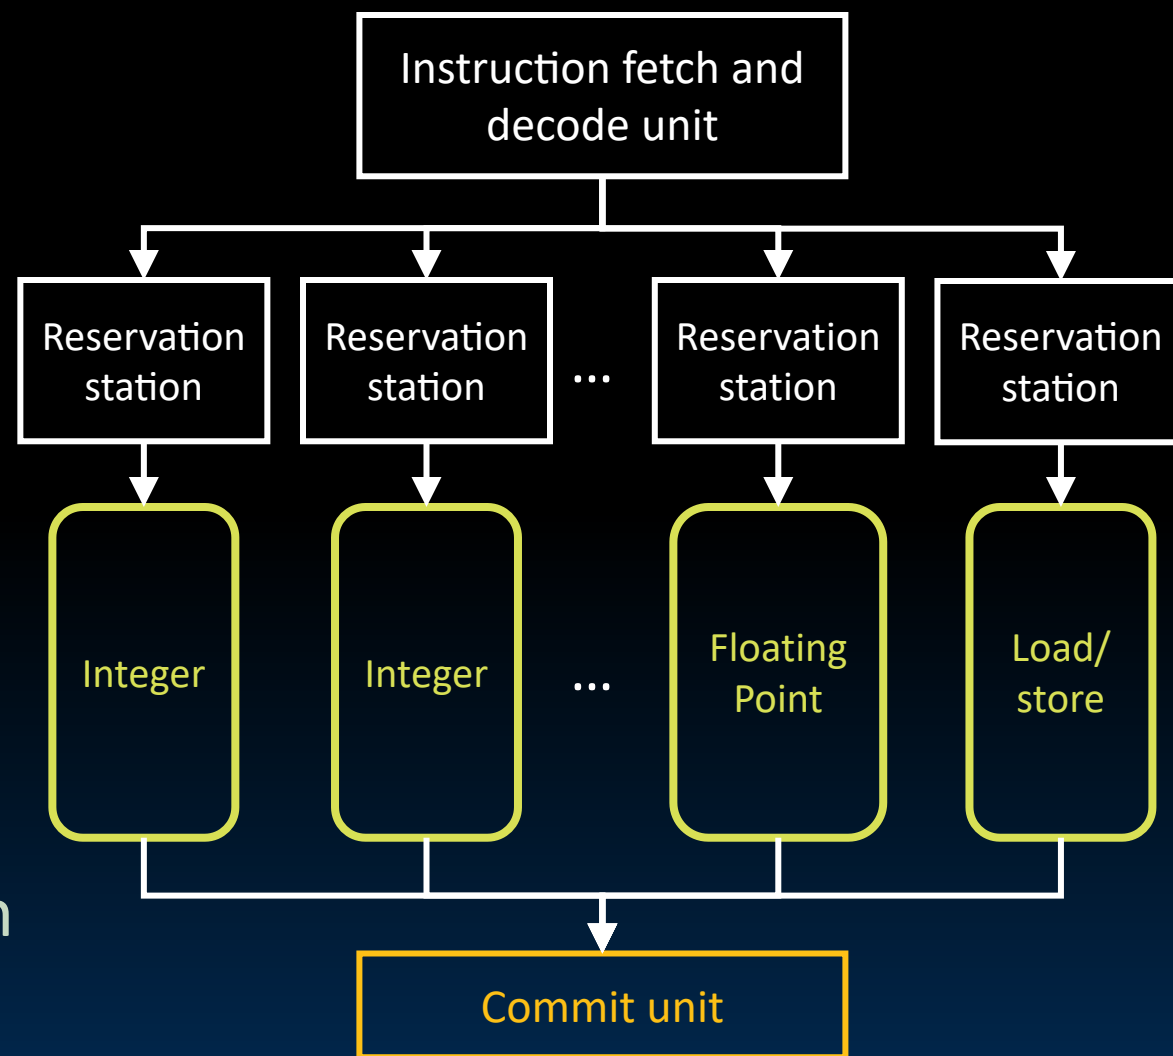 Instruction fetch and
decode unit
Reservation
station
Reservation
station
...
Reservation
station
Reservation
station
Integer
Integer
...
Floating
Point
Load/
store
n
Commit unit